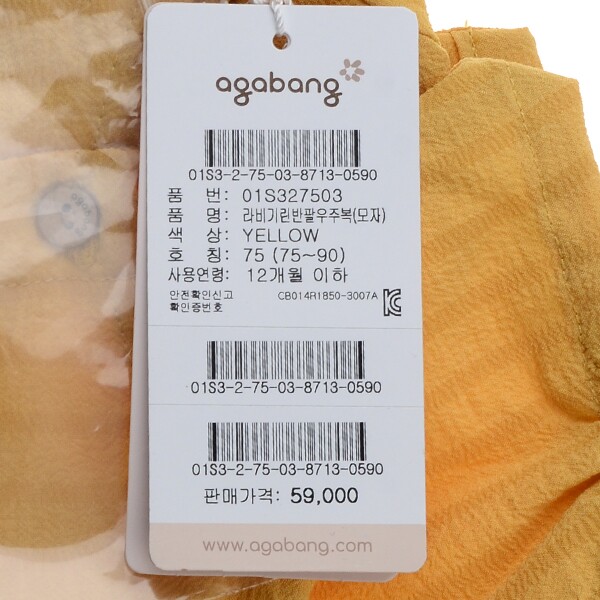 agabang
01S3-2-75-03-8713-0590
품 번: 01S327503
품 명: 라비기린반팔우주복(모자)
색 상: YELLOW
호 칭: 75 (75~90)
사용연령: 12개월 이하
안전확인신고 CB014R1850-3007A
확인증번호
01S3-2-75-03-8713-0590
01S3-2-75-03-8713-0590
판매가격: 59,000
www.agabang.com